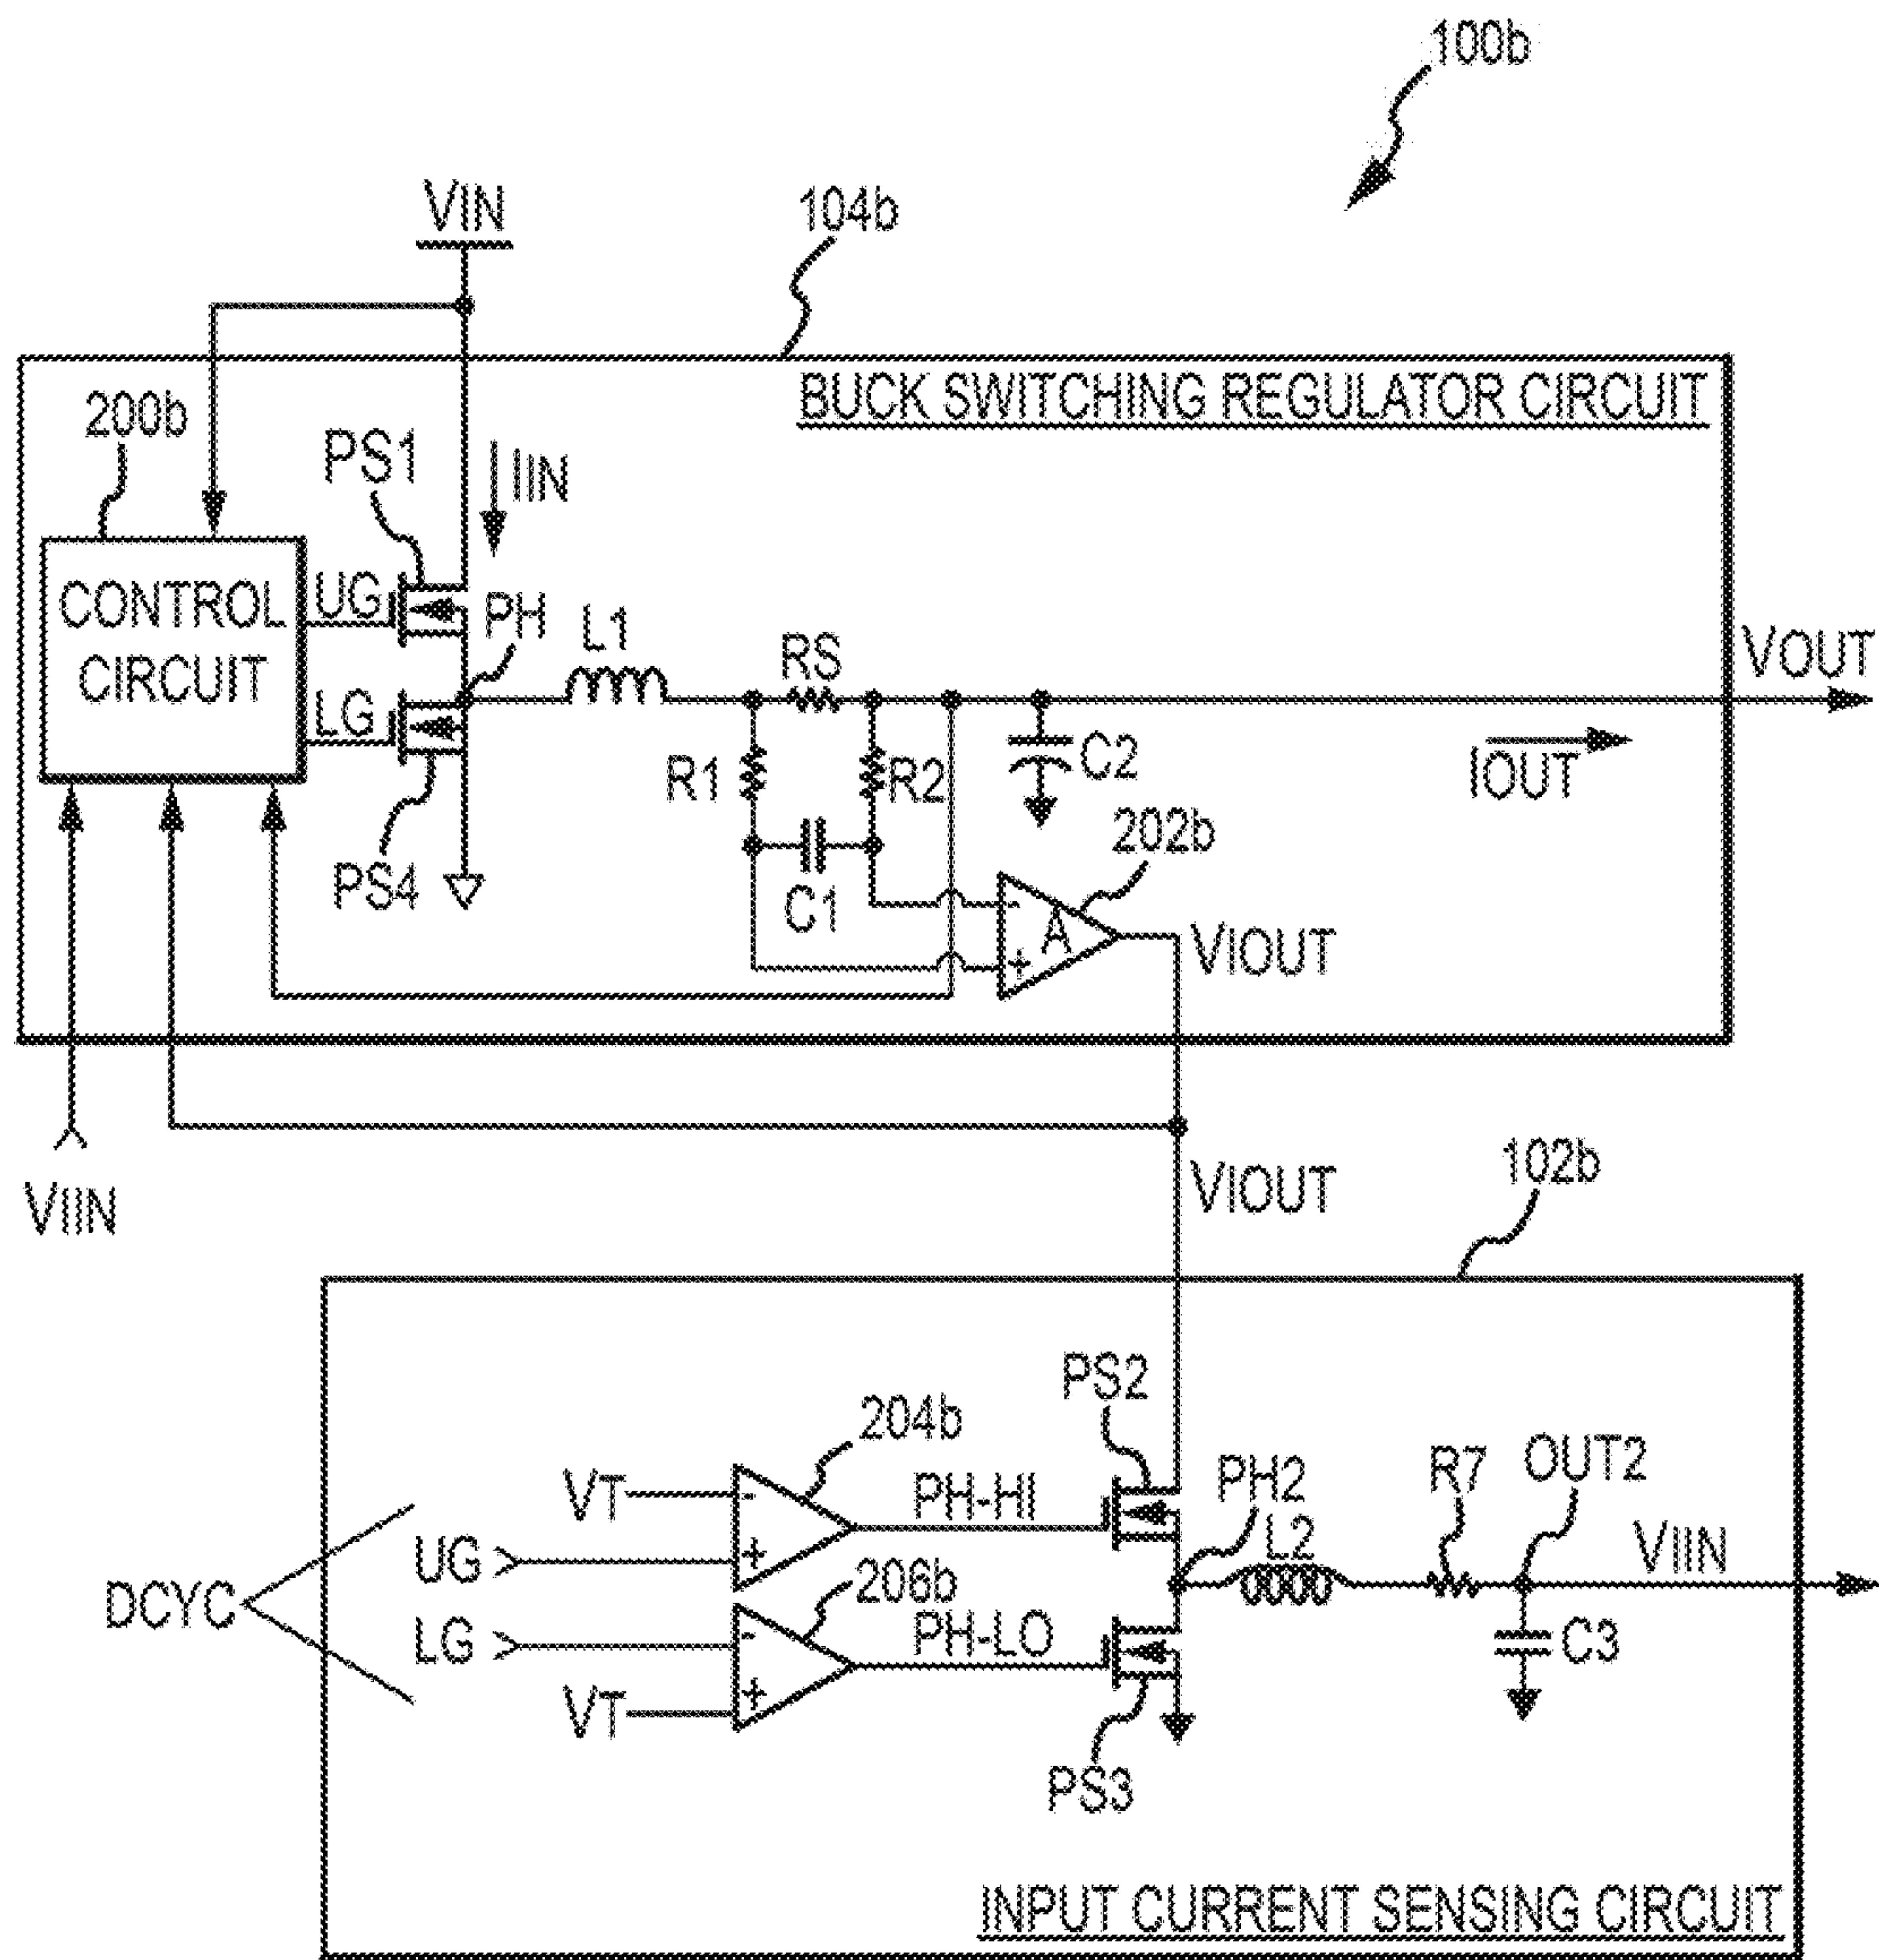 100b
VIN
104b
BUCK SWITCHING REGULATOR CIRCUIT
200b
PS1
IIN
CONTROL
CIRCUIT
UG
PH
L1
RS
VOUT
LG
R1
R2
C2
IOUT
PS4
C1
202b
-
A
+
VIOUT
VIIN
VIOUT
102b
PS2
204b
VT
-
PH-HI
PH2
R7
OUT2
UG
+
L2
VIIN
DCYC
206b
LG
-
PH-LO
C3
VT
+
PS3
INPUT CURRENT SENSING CIRCUIT